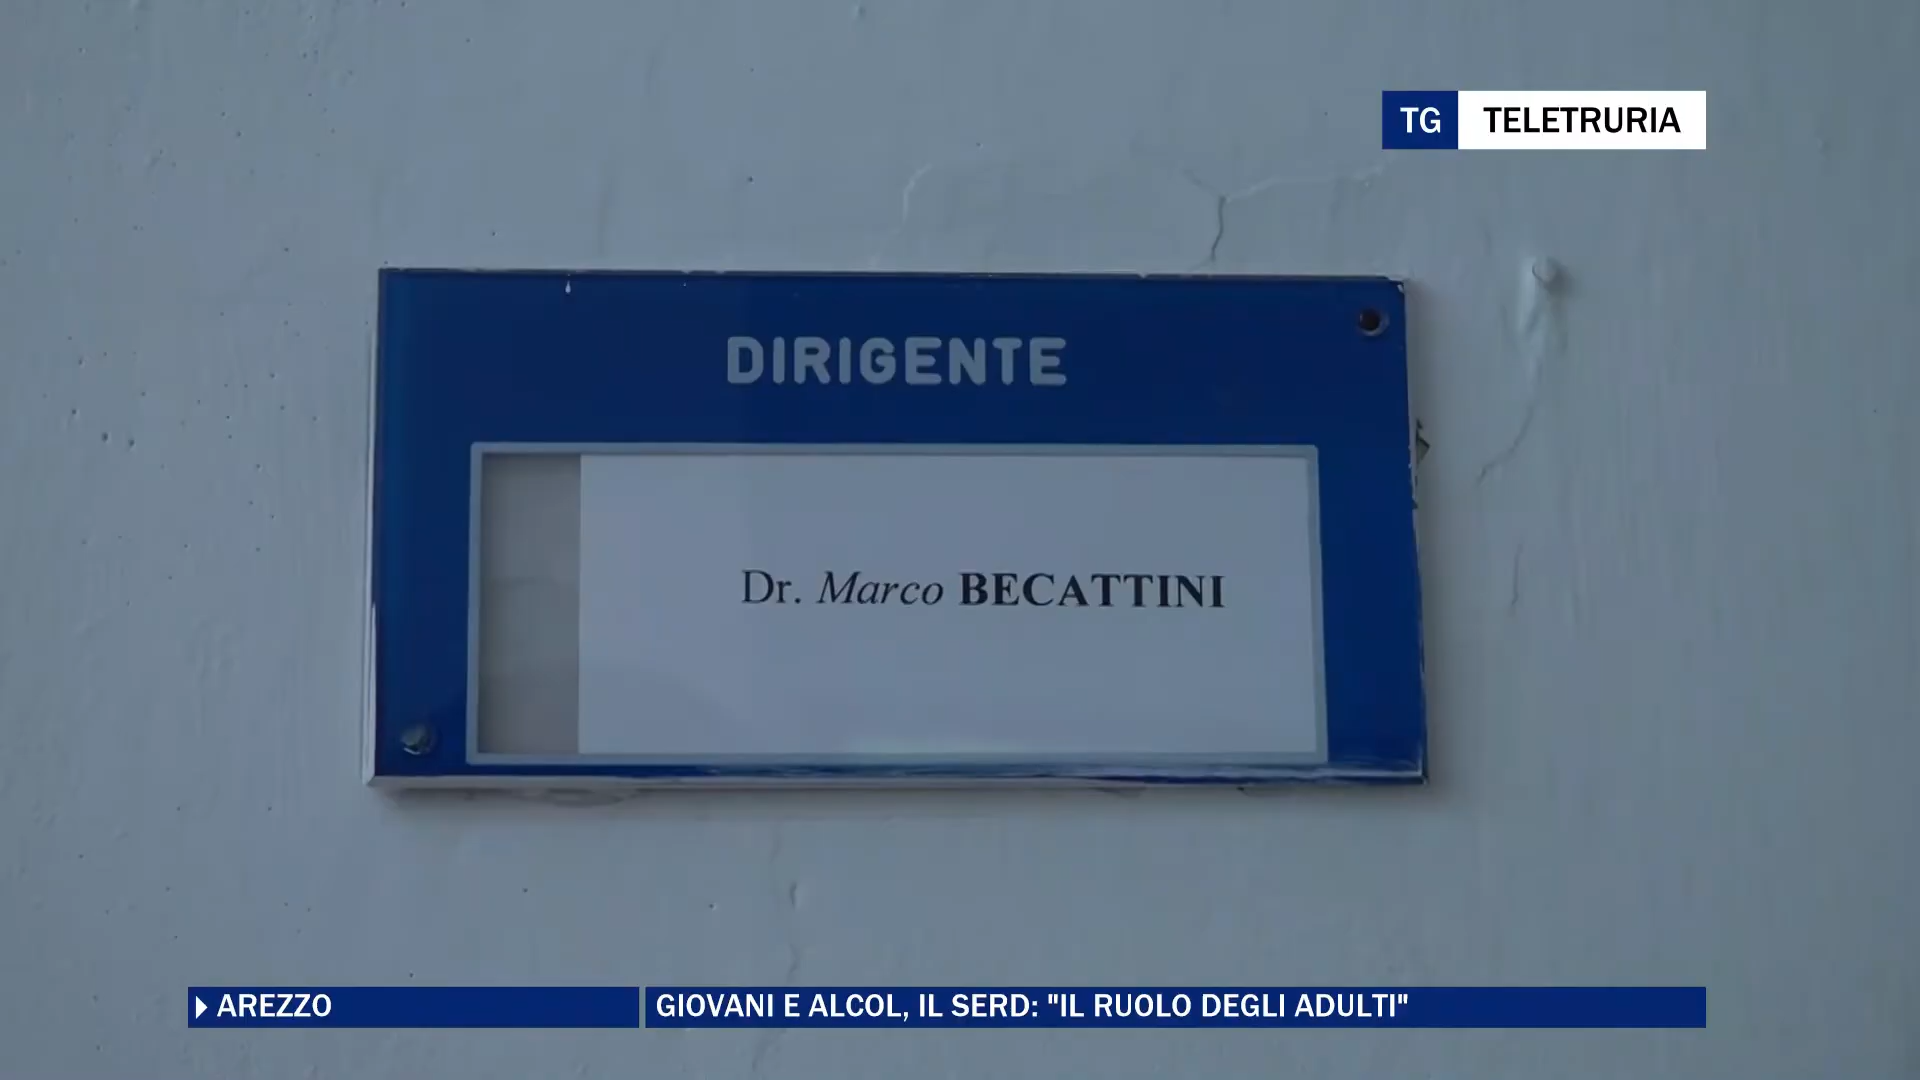 TG TELETRURIA
DIRIGENTE
Dr. Marco BECATTINI
AREZZO
GIOVANI E ALCOL, IL SERD: "IL RUOLO DEGLI ADULTI"